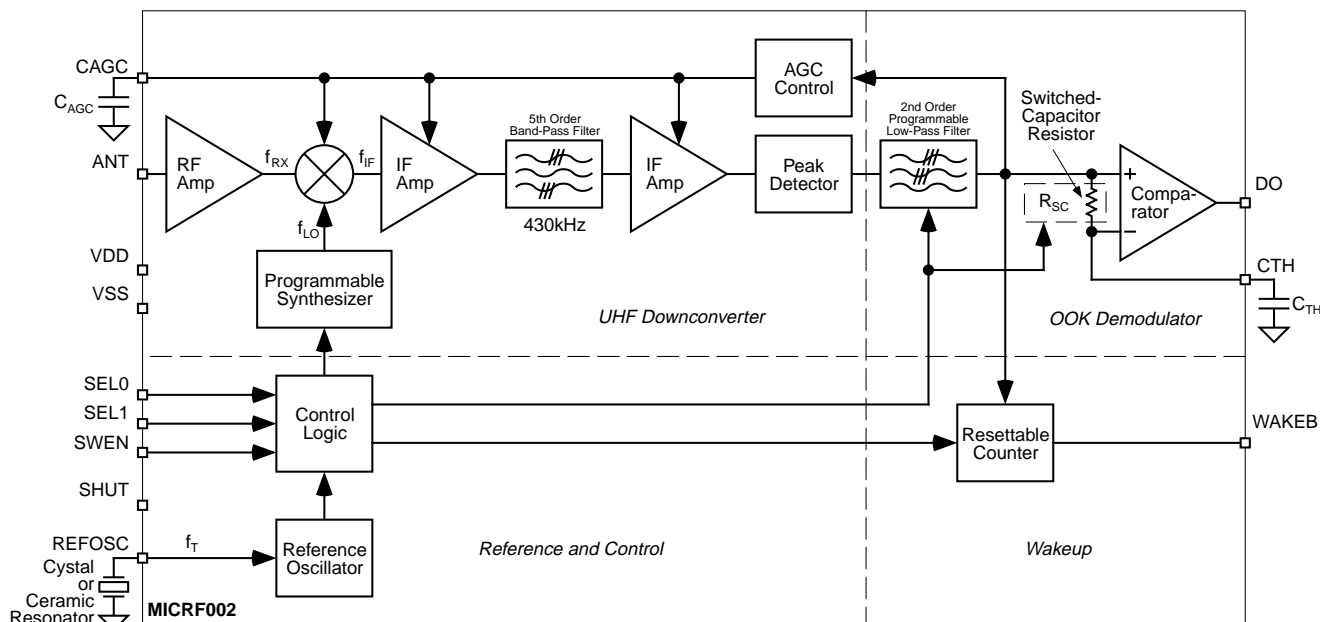 CAGC
C_AGC
AGC
Control
Switched-
Capacitor
Resistor
5th Order
Band-Pass Filter
2nd Order
Programmable
Low-Pass Filter
ANT
RF
Amp
f_RX
f_IF
IF
Amp
430kHz
IF
Amp
Peak
Detector
R_SC
+
−
Compa-
rator
DO
f_LO
VDD
VSS
Programmable
Synthesizer
UHF Downconverter
OOK Demodulator
CTH
C_TH
SEL0
SEL1
SWEN
Control
Logic
Resettable
Counter
WAKEB
SHUT
REFOSC
f_T
Reference
Oscillator
Reference and Control
Wakeup
Cystal
or
Ceramic
Resonator
MICRF002